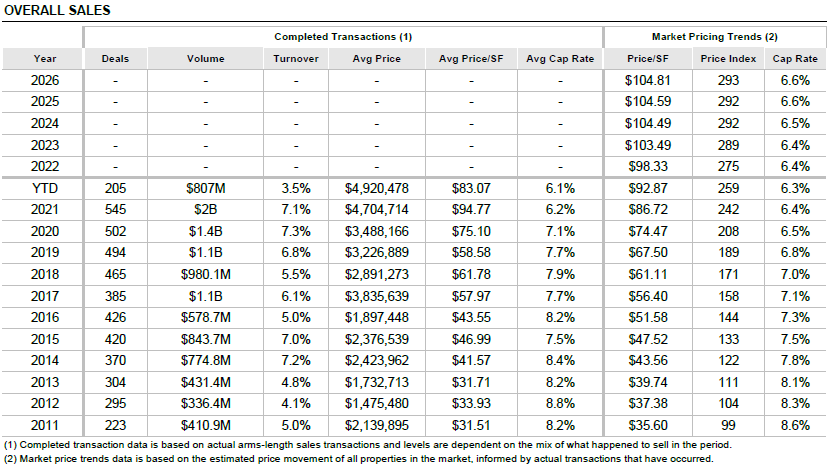 OVERALL SALES
Completed Transactions (1) Market Pricing Trends (2)
Year Deals Volume Turnover Avg Price Avg Price/SF Avg Cap Rate Price/SF Price Index Cap Rate
2026 - - - - - - $104.81 293 6.6%
2025 - - - - - - $104.59 292 6.6%
2024 - - - - - - $104.49 292 6.5%
2023 - - - - - - $103.49 289 6.4%
2022 - - - - - - $98.33 275 6.4%
YTD 205 $807M 3.5% $4,920,478 $83.07 6.1% $92.87 259 6.3%
2021 545 $2B 7.1% $4,704,714 $94.77 6.2% $86.72 242 6.4%
2020 502 $1.4B 7.3% $3,488,166 $75.10 7.1% $74.47 208 6.5%
2019 494 $1.1B 6.8% $3,226,889 $58.58 7.7% $67.50 189 6.8%
2018 465 $980.1M 5.5% $2,891,273 $61.78 7.9% $61.11 171 7.0%
2017 385 $1.1B 6.1% $3,835,639 $57.97 7.7% $56.40 158 7.1%
2016 426 $578.7M 5.0% $1,897,448 $43.55 8.2% $51.58 144 7.3%
2015 420 $843.7M 7.0% $2,376,539 $46.99 7.5% $47.52 133 7.5%
2014 370 $774.8M 7.2% $2,423,962 $41.57 8.4% $43.56 122 7.8%
2013 304 $431.4M 4.8% $1,732,713 $31.71 8.2% $39.74 111 8.1%
2012 295 $336.4M 4.1% $1,475,480 $33.93 8.8% $37.38 104 8.3%
2011 223 $410.9M 5.0% $2,139,895 $31.51 8.2% $35.60 99 8.6%
(1) Completed transaction data is based on actual arms-length sales transactions and levels are dependent on the mix of what happened to sell in the period.
(2) Market price trends data is based on the estimated price movement of all properties in the market, informed by actual transactions that have occurred.